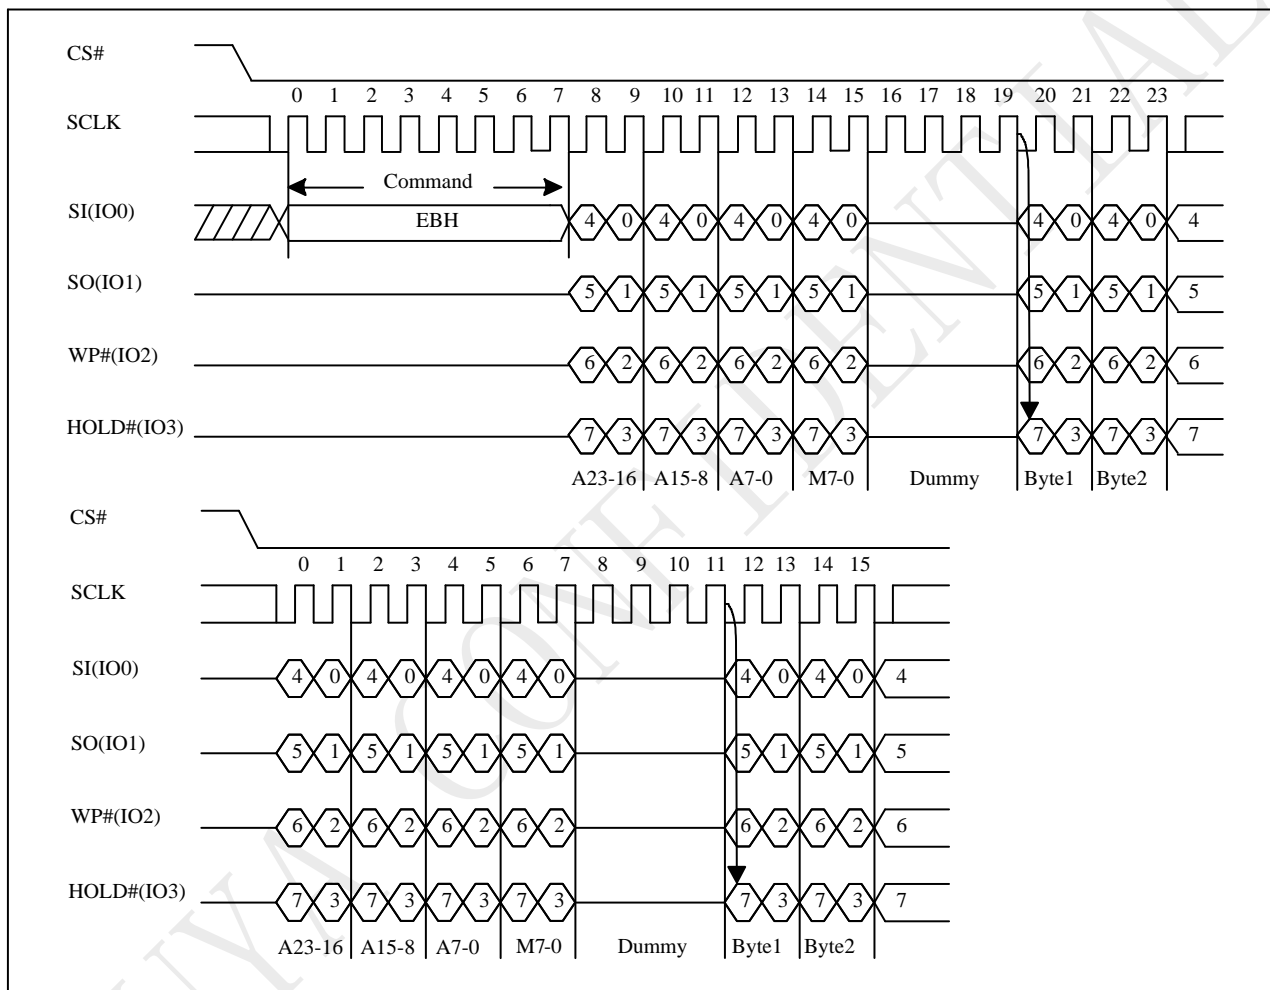 CS#
0 1 2 3 4 5 6 7 8 9 10 11 12 13 14 15 16 17 18 19 20 21 22 23
SCLK
Command
SI(IO0) EBH 4 0 4 0 4 0 4 0 4 0 4 0 4
SO(IO1) 5 1 5 1 5 1 5 1 5 1 5 1 5
WP#(IO2) 6 2 6 2 6 2 6 2 6 2 6 2 6
HOLD#(IO3) 7 3 7 3 7 3 7 3 7 3 7 3 7
A23-16 A15-8 A7-0 M7-0 Dummy Byte1 Byte2
CS#
0 1 2 3 4 5 6 7 8 9 10 11 12 13 14 15
SCLK
SI(IO0) 4 0 4 0 4 0 4 0 4 0 4 0 4
SO(IO1) 5 1 5 1 5 1 5 1 5 1 5 1 5
WP#(IO2) 6 2 6 2 6 2 6 2 6 2 6 2 6
HOLD#(IO3) 7 3 7 3 7 3 7 3 7 3 7 3 7
A23-16 A15-8 A7-0 M7-0 Dummy Byte1 Byte2
CONFIDENTIAL